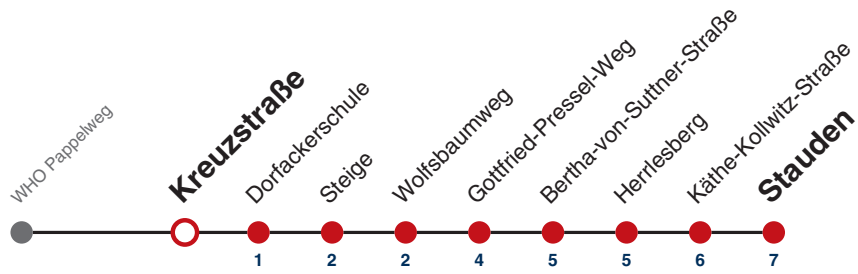 WHO Pappelweg
Kreuzstraße
Dorfackerschule
Steige
Wolfsbaumweg
Gottfried-Pressel-Weg
Bertha-von-Suttner-Straße
Herrlesberg
Käthe-Kollwitz-Straße
Stauden
1 2 2 4 5 5 6 7